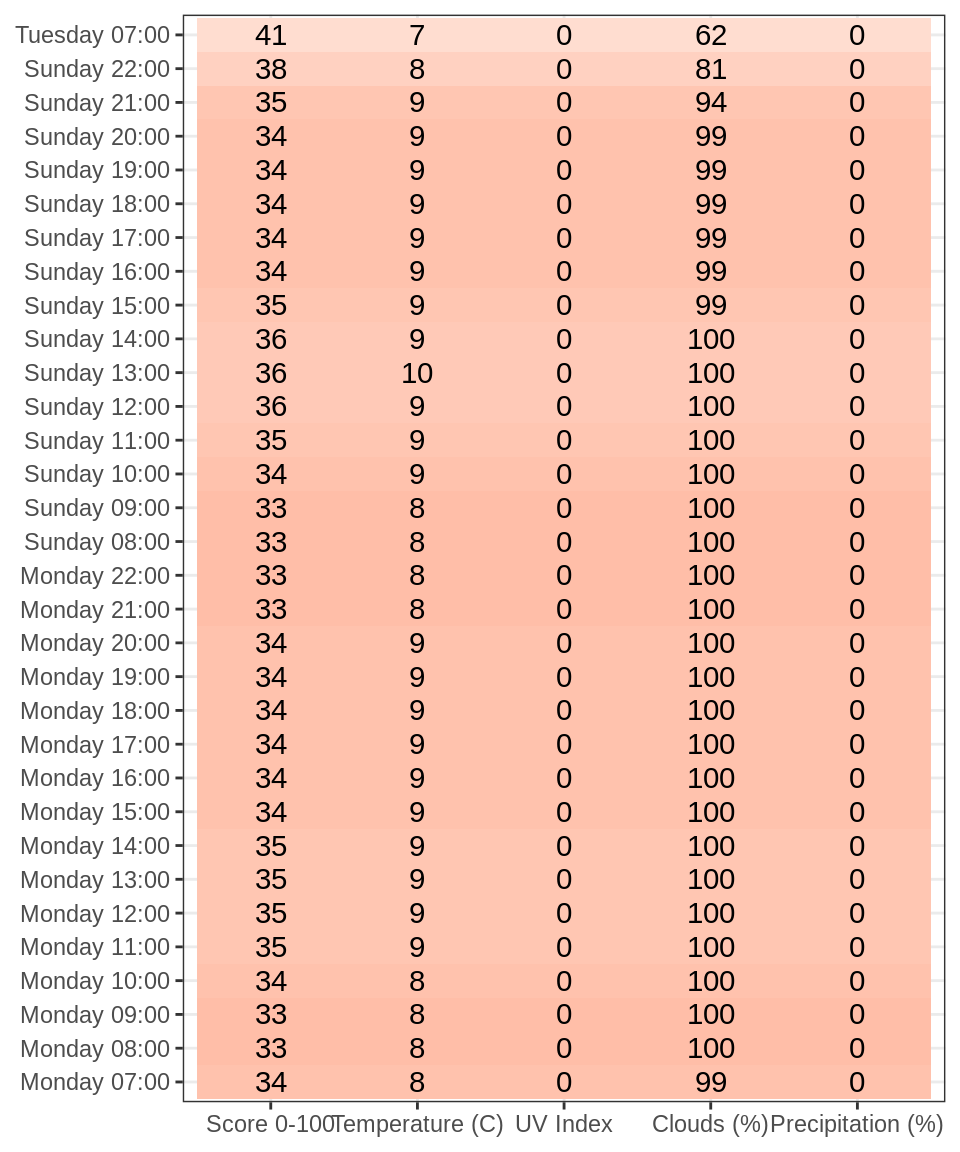 Tuesday 07:00 41 7 0 62 0
Sunday 22:00 38 8 0 81 0
Sunday 21:00 35 9 0 94 0
Sunday 20:00 34 9 0 99 0
Sunday 19:00 34 9 0 99 0
Sunday 18:00 34 9 0 99 0
Sunday 17:00 34 9 0 99 0
Sunday 16:00 34 9 0 99 0
Sunday 15:00 35 9 0 99 0
Sunday 14:00 36 9 0 100 0
Sunday 13:00 36 10 0 100 0
Sunday 12:00 36 9 0 100 0
Sunday 11:00 35 9 0 100 0
Sunday 10:00 34 9 0 100 0
Sunday 09:00 33 8 0 100 0
Sunday 08:00 33 8 0 100 0
Monday 22:00 33 8 0 100 0
Monday 21:00 33 8 0 100 0
Monday 20:00 34 9 0 100 0
Monday 19:00 34 9 0 100 0
Monday 18:00 34 9 0 100 0
Monday 17:00 34 9 0 100 0
Monday 16:00 34 9 0 100 0
Monday 15:00 34 9 0 100 0
Monday 14:00 35 9 0 100 0
Monday 13:00 35 9 0 100 0
Monday 12:00 35 9 0 100 0
Monday 11:00 35 9 0 100 0
Monday 10:00 34 8 0 100 0
Monday 09:00 33 8 0 100 0
Monday 08:00 33 8 0 100 0
Monday 07:00 34 8 0 99 0
Score 0-100 Temperature (C) UV Index Clouds (%) Precipitation (%)